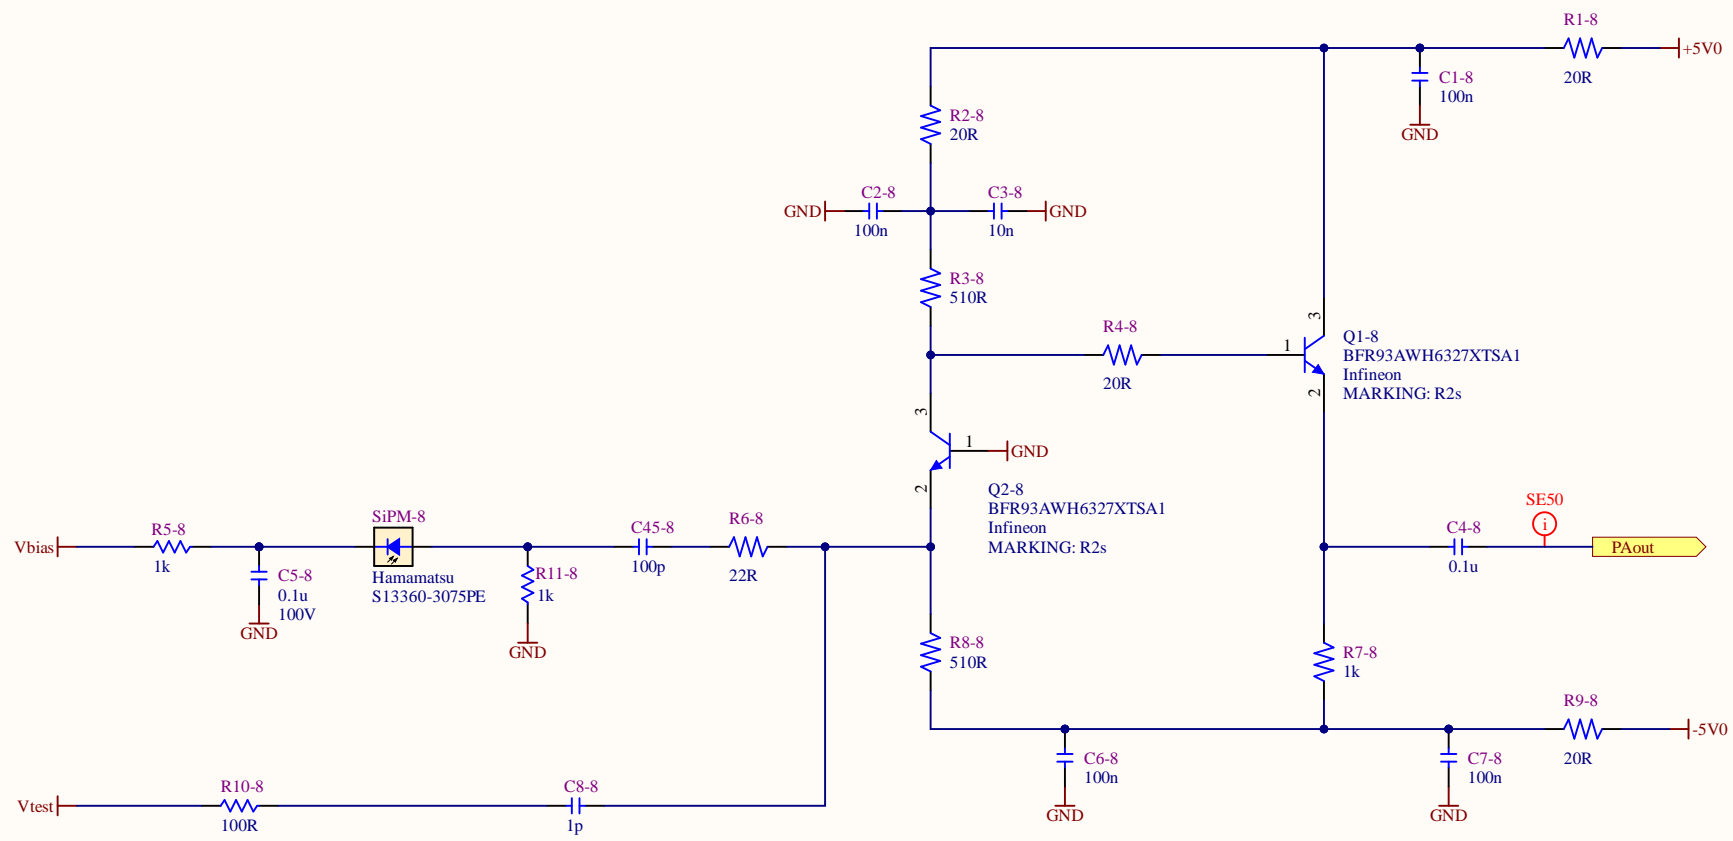 R1-8
+5V0
20R
C1-8
100n
GND
R2-8
20R
C2-8
C3-8
GND
GND
100n
10n
R3-8
510R
R4-8
20R
3
1
2
Q1-8
BFR93AWH6327XTSA1
Infineon
MARKING: R2s
3
1
GND
2
Q2-8
BFR93AWH6327XTSA1
Infineon
MARKING: R2s
SE50
i
C4-8
PAout
0.1u
Vbias
R5-8
1k
C5-8
0.1u
100V
GND
SiPM-8
Hamamatsu
S13360-3075PE
R11-8
1k
GND
C45-8
100p
R6-8
22R
R8-8
510R
R7-8
1k
R9-8
-5V0
20R
C6-8
100n
GND
C7-8
100n
GND
Vtest
R10-8
100R
C8-8
1p